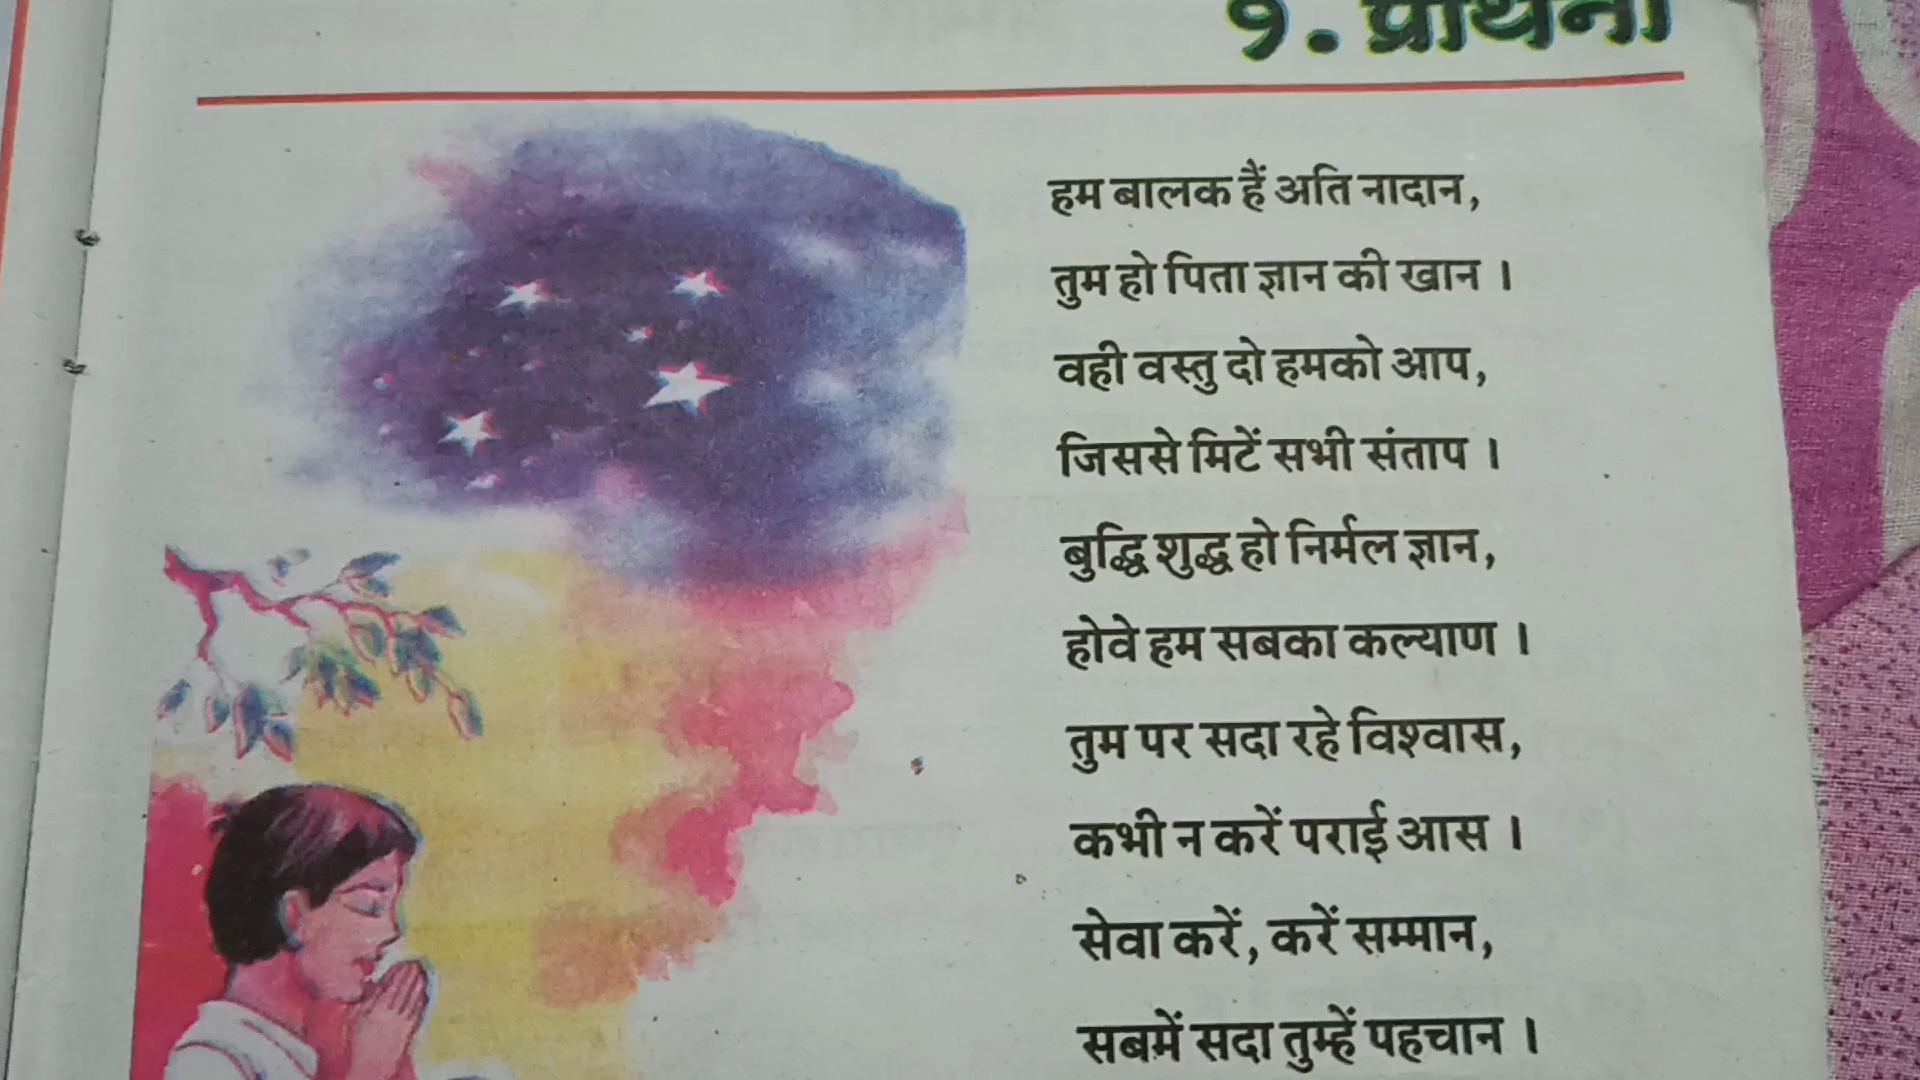 १. प्रार्थना
हम बालक हैं अति नादान,
तुम हो पिता ज्ञान की खान ।
वही वस्तु दो हमको आप,
जिससे मिटें सभी संताप ।
बुद्धि शुद्ध हो निर्मल ज्ञान,
होवे हम सबका कल्याण ।
तुम पर सदा रहे विश्वास,
कभी न करें पराई आस ।
सेवा करें, करें सम्मान,
सबमें सदा तुम्हें पहचान ।